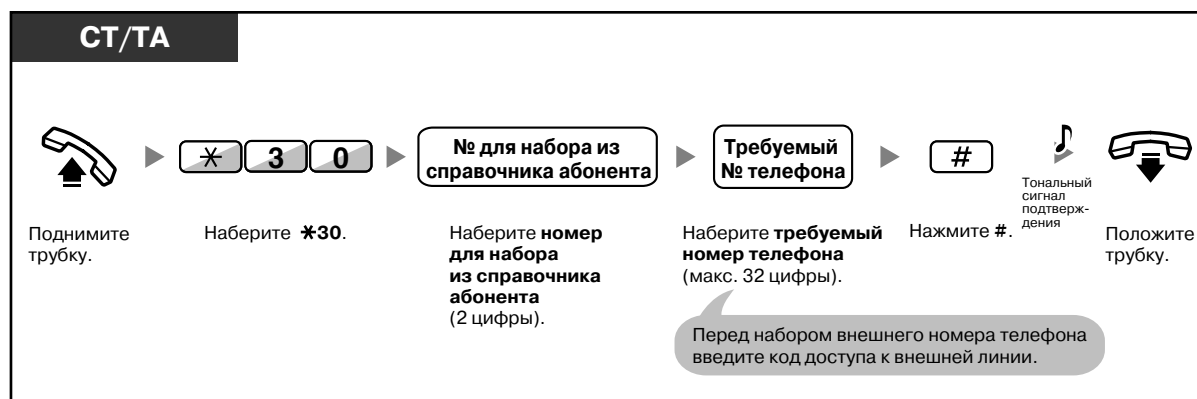 СТ/ТА
✳ 3 0
№ для набора из
справочника абонента
Требуемый
№ телефона
#
Поднимите
трубку.
Наберите ✳30.
Наберите номер
для набора
из справочника
абонента
(2 цифры).
Наберите требуемый
номер телефона
(макс. 32 цифры).
Перед набором внешнего номера телефона
введите код доступа к внешней линии.
Нажмите #.
Тональный
сигнал
подтверж-
дения
Положите
трубку.